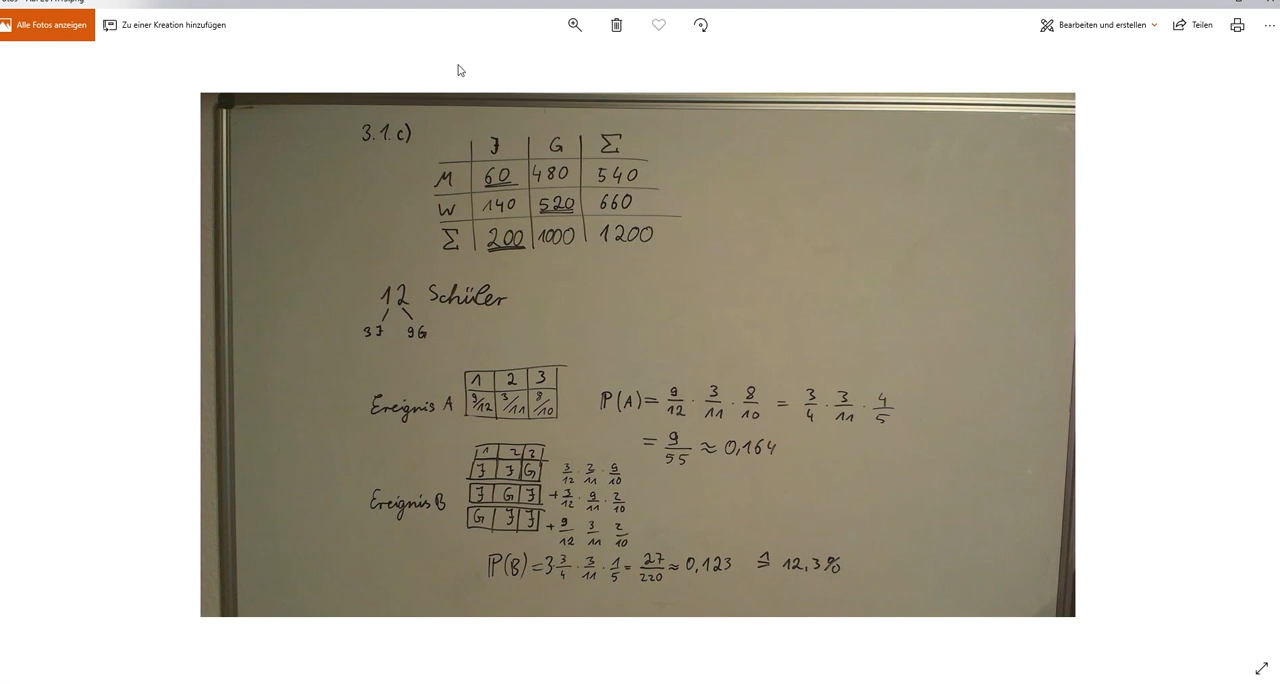 Alle Fotos anzeigen Zu einer Kreation hinzufügen Bearbeiten und erstellen Teilen
3.1.c)
J G Σ
M 60 480 540
W 140 520 660
Σ 200 1000 1200
12 Schüler
3J 9G
Ereignis A
1 2 3
9/12 3/11 8/10
P(A) = 9/12 · 3/11 · 8/10 = 3/4 · 3/11 · 4/5
= 9/55 ≈ 0,164
Ereignis B
1 2 3
J J G 3/12 · 2/11 · 9/10
J G J + 3/12 · 9/11 · 2/10
G J J + 9/12 3/11 2/10
P(B) = 3 3/4 · 3/11 · 1/5 = 27/220 ≈ 0,123 ≙ 12,3%